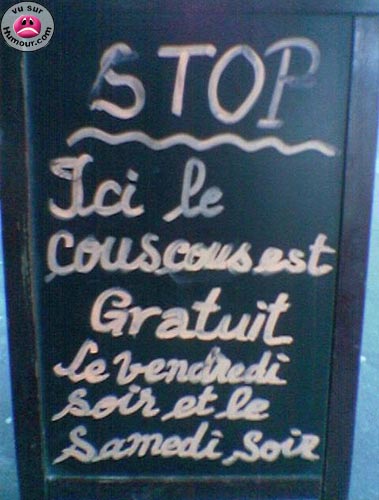 vu sur
Humour.com
STOP
Ici le
couscous est
Gratuit
le vendredi
soir et le
Samedi, soir